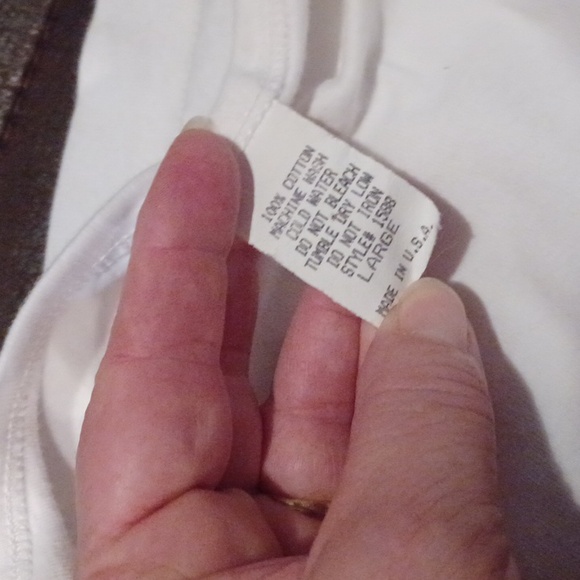 100% COTTON
MACHINE WASH
COLD WATER
DO NOT BLEACH
TUMBLE DRY LOW
DO NOT IRON
STYLE# 1588
LARGE
MADE IN U.S.A.